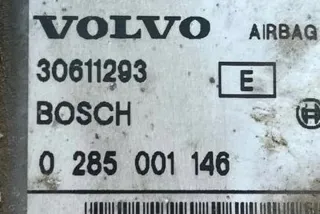 VOLVO AIRBAG
30611293 E
BOSCH
0 285 001 146